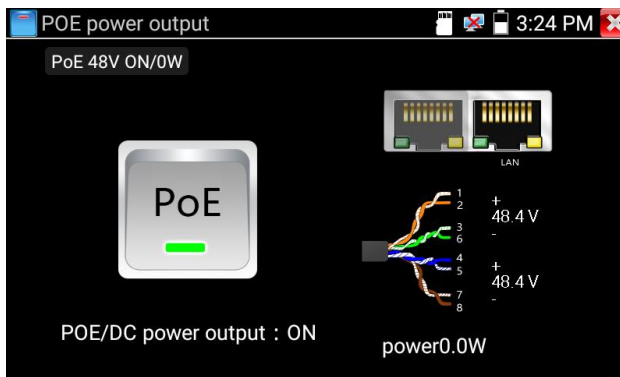 POE power output
3:24 PM
PoE 48V ON/0W
PoE
LAN
1
2
3
6
4
5
7
8
+
48.4 V
-
+
48.4 V
-
POE/DC power output : ON
power0.0W